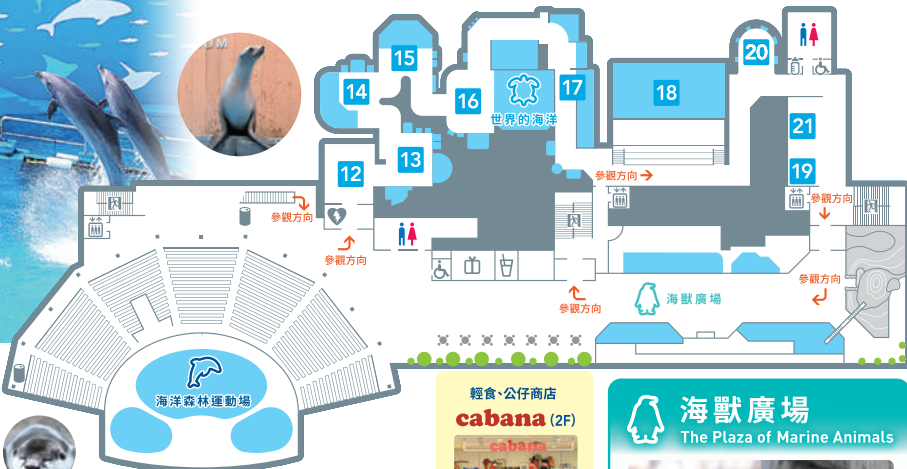 15
20
14
16
17
18
世界的海洋
21
13
12
參觀方向
19
參觀方向
參觀方向
參觀方向
參觀方向
海獸廣場
參觀方向
海洋森林運動場
輕食、公仔商店
cabana (2F)
cabana
海獸廣場
The Plaza of Marine Animals